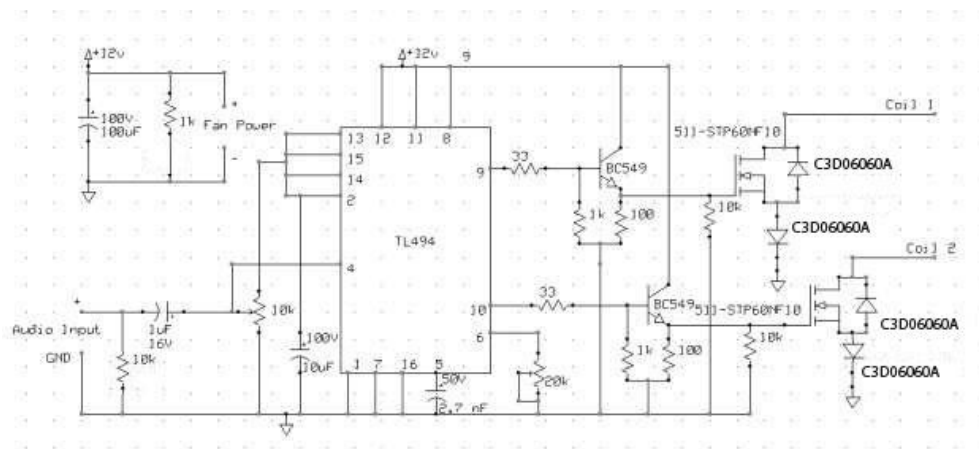 +12v
100V
100uF
1k
Fan Power
+
-
+12v
9
13
12
11
8
15
14
2
4
TL494
9
10
6
1
7
16
5
33
BC549
1k
100
10k
511-STP60NF10
Coil 1
C3D06060A
C3D06060A
33
BC549
1k
100
10k
511-STP60NF10
Coil 2
C3D06060A
C3D06060A
+
Audio Input
GND
1uF
16V
10k
10k
100V
10uF
50V
2.7 nF
20k